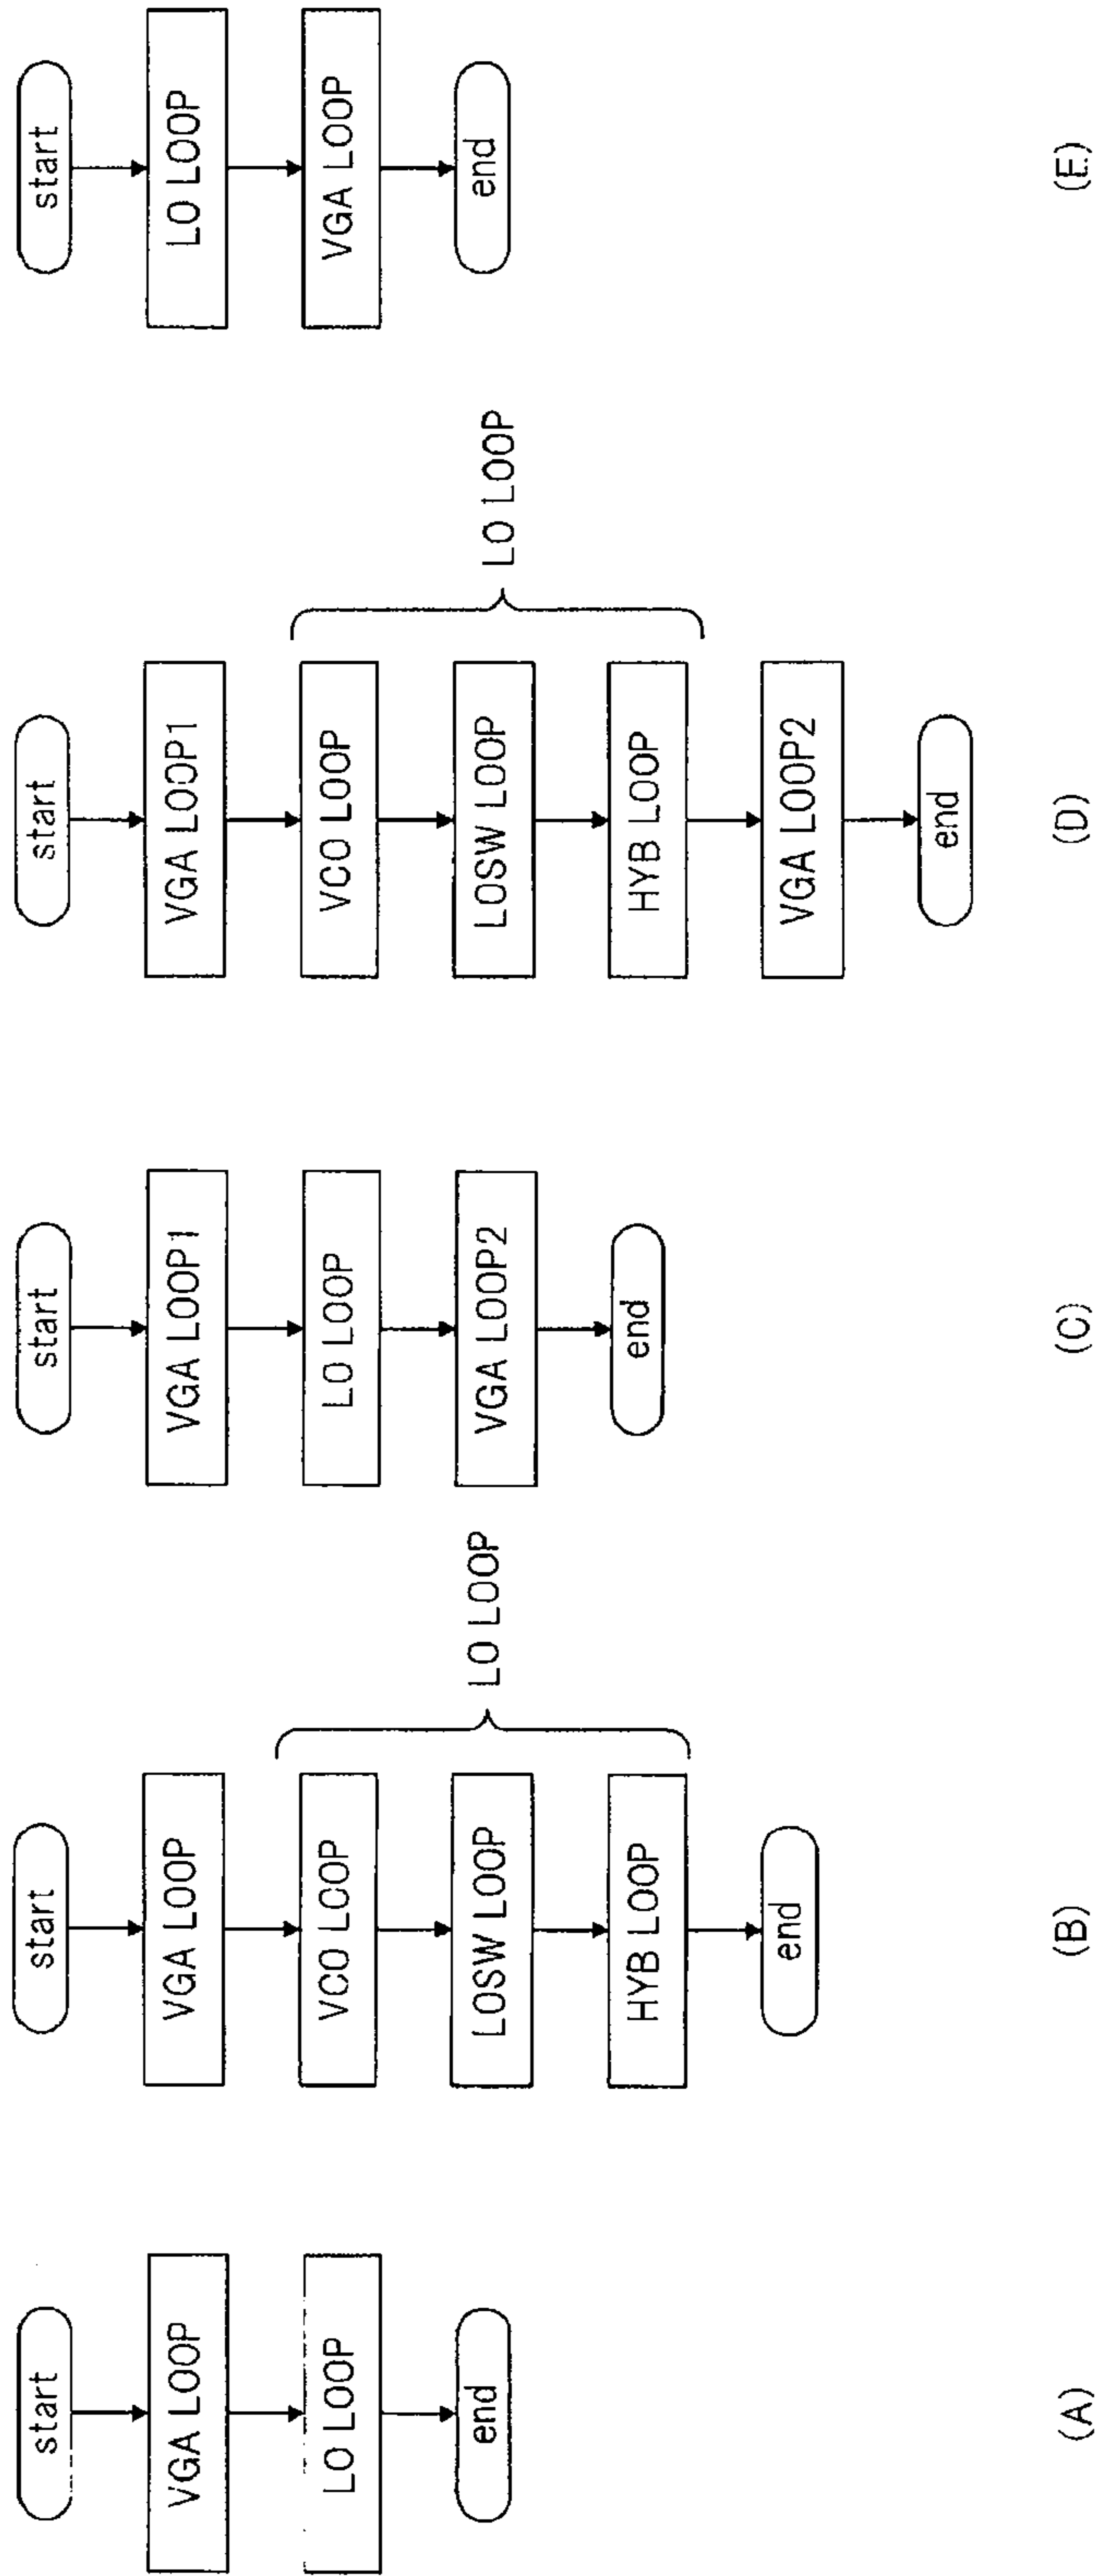 start
VGA LOOP
LO LOOP
end
(A)
start
VGA LOOP
VCO LOOP
LOSW LOOP
HYB LOOP
end
LO LOOP
(B)
start
VGA LOOP1
LO LOOP
VGA LOOP2
end
(C)
start
VGA LOOP1
VCO LOOP
LOSW LOOP
HYB LOOP
VGA LOOP2
end
LO LOOP
(D)
start
LO LOOP
VGA LOOP
end
(E)